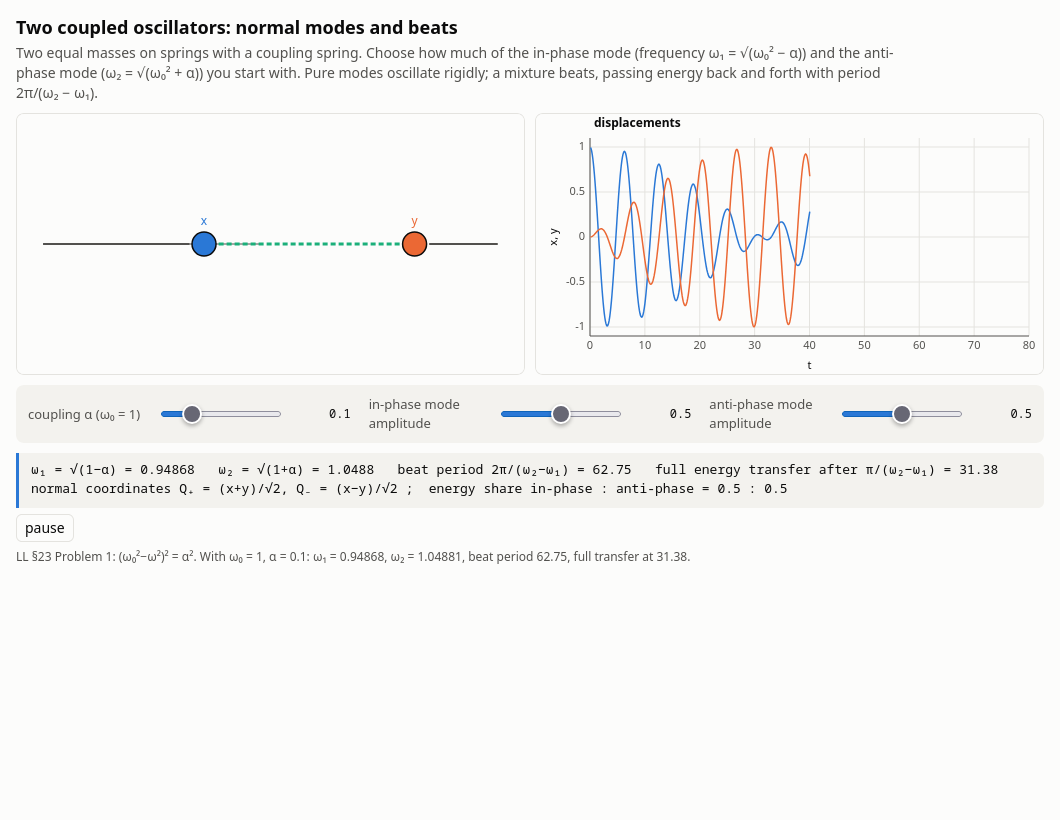 Two coupled oscillators: normal modes and beats
Two equal masses on springs with a coupling spring. Choose how much of the in-phase mode (frequency ω₁ = √(ω₀² − α)) and the anti-
phase mode (ω₂ = √(ω₀² + α)) you start with. Pure modes oscillate rigidly; a mixture beats, passing energy back and forth with period
2π/(ω₂ − ω₁).
x
y
displacements
1
0.5
0
-0.5
-1
x, y
0 10 20 30 40 50 60 70 80
t
coupling α (ω₀ = 1)
0.1
in-phase mode
amplitude
0.5
anti-phase mode
amplitude
0.5
ω₁ = √(1−α) = 0.94868 ω₂ = √(1+α) = 1.0488 beat period 2π/(ω₂−ω₁) = 62.75 full energy transfer after π/(ω₂−ω₁) = 31.38
normal coordinates Q₊ = (x+y)/√2, Q₋ = (x−y)/√2 ; energy share in-phase : anti-phase = 0.5 : 0.5
pause
LL §23 Problem 1: (ω₀²−ω²)² = α². With ω₀ = 1, α = 0.1: ω₁ = 0.94868, ω₂ = 1.04881, beat period 62.75, full transfer at 31.38.